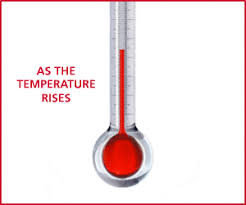 AS THE
TEMPERATURE
RISES